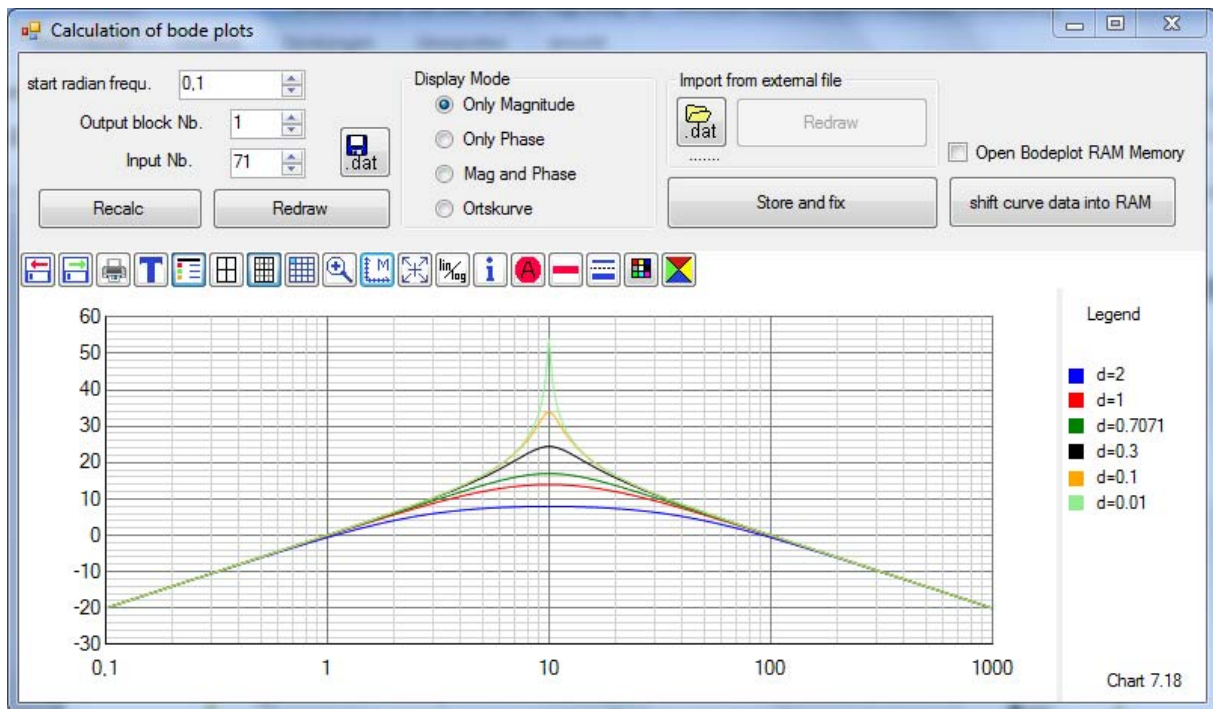 Calculation of bode plots
start radian frequ. 0,1
Output block Nb. 1
Input Nb. 71
.dat
Recalc Redraw
Display Mode
Only Magnitude
Only Phase
Mag and Phase
Ortskurve
Import from external file
.dat
Redraw
.......
Store and fix
Open Bodeplot RAM Memory
shift curve data into RAM
T M lin/log i A
60
50
40
30
20
10
0
-10
-20
-30
0,1 1 10 100 1000
Legend
d=2
d=1
d=0.7071
d=0.3
d=0.1
d=0.01
Chart 7.18